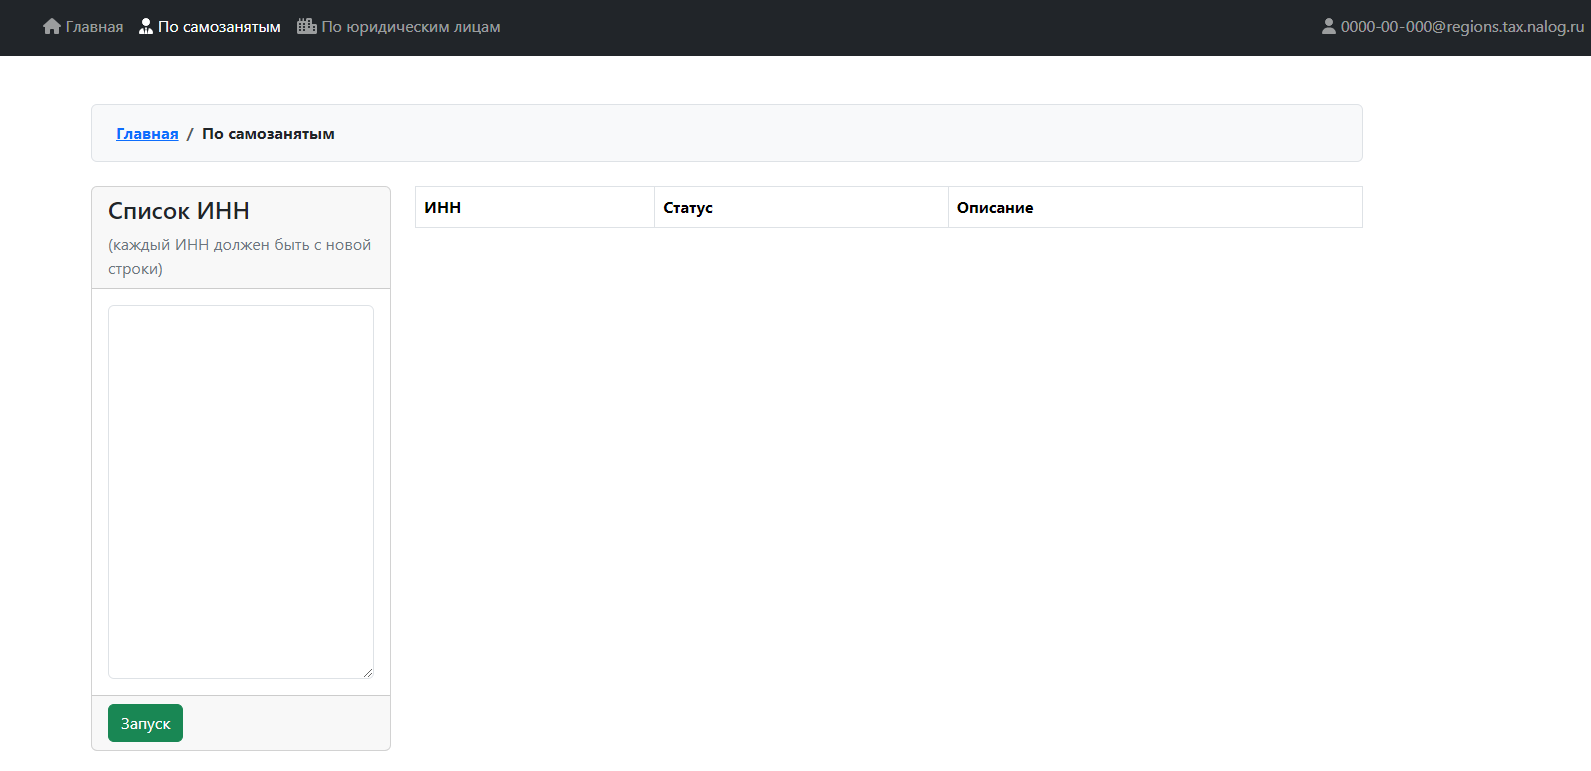 Главная По самозанятым По юридическим лицам 0000-00-000@regions.tax.nalog.ru
Главная / По самозанятым
Список ИНН
(каждый ИНН должен быть с новой
строки)
ИНН Статус Описание
Запуск